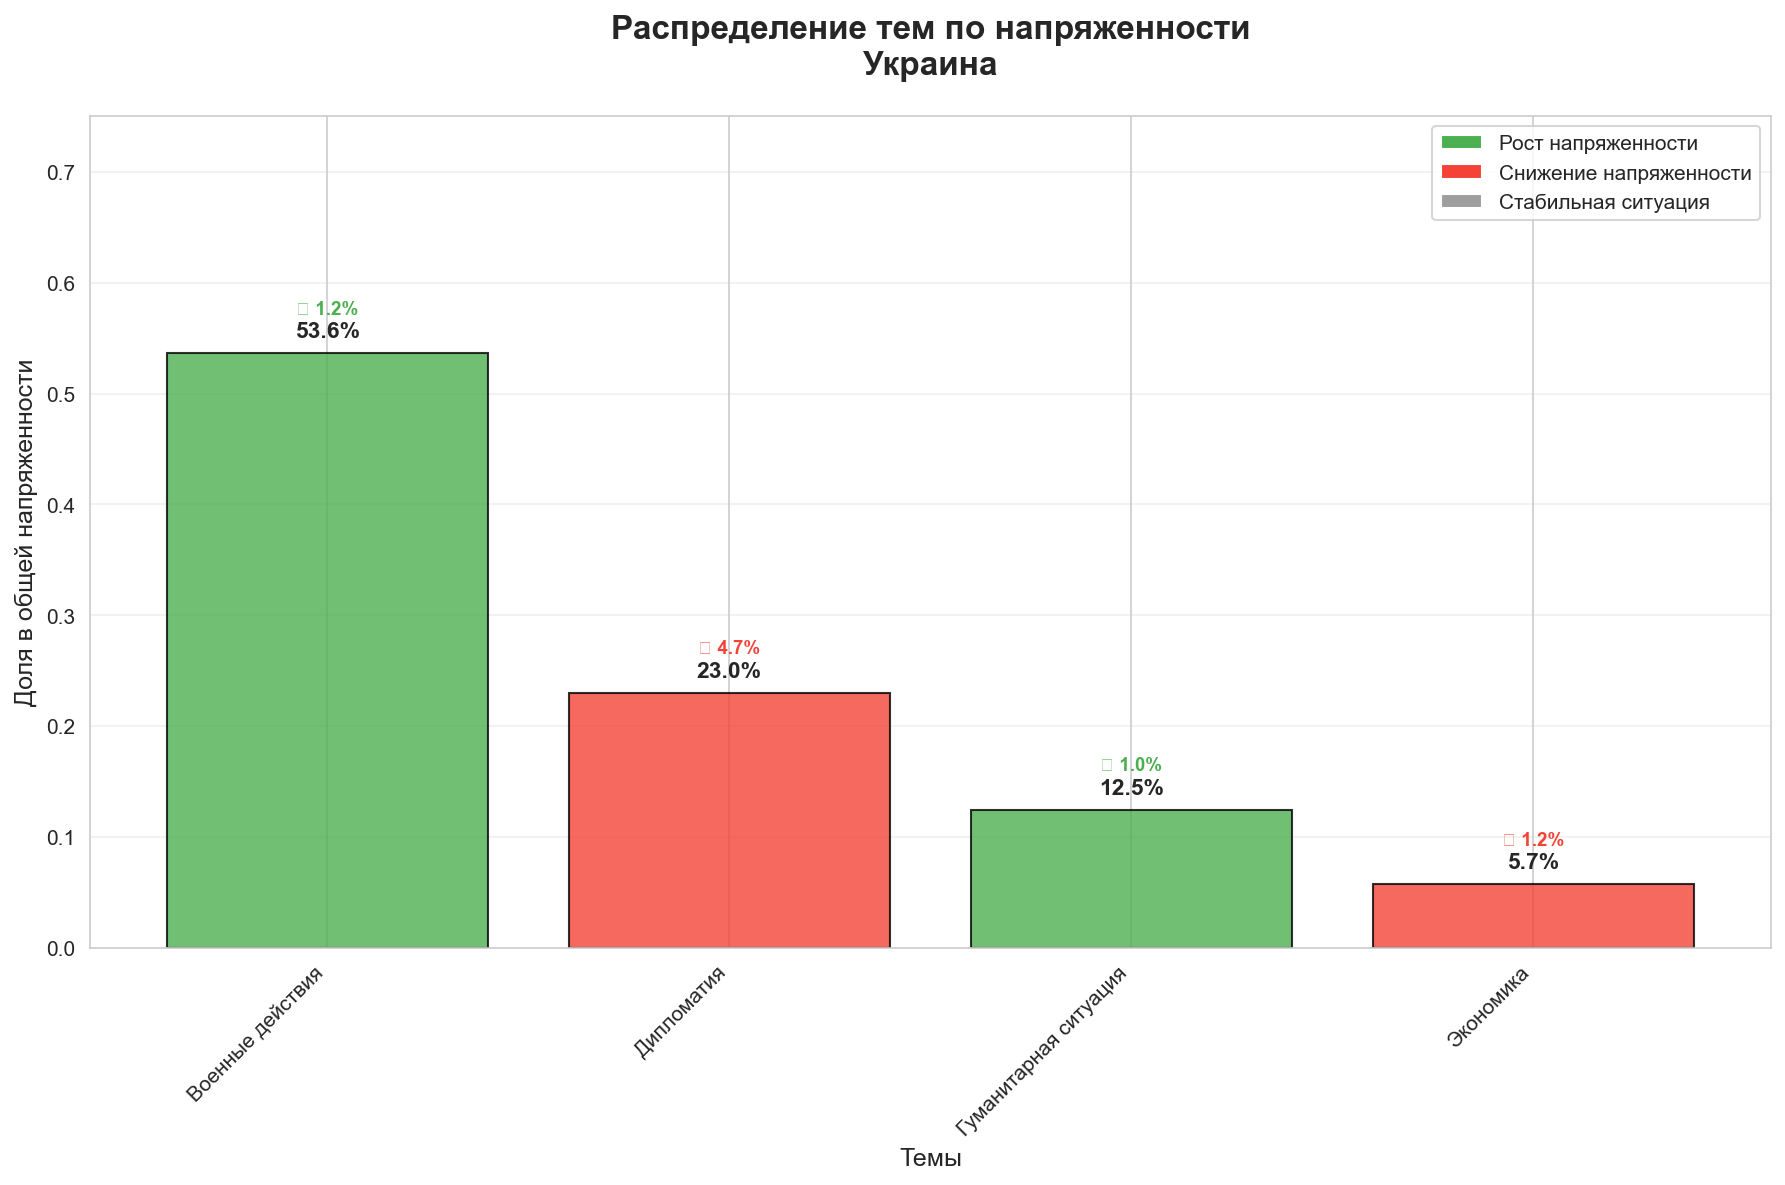 Распределение тем по напряженности
Украина
Рост напряженности
Снижение напряженности
Стабильная ситуация
Доля в общей напряженности
0.7
0.6
0.5
0.4
0.3
0.2
0.1
0.0
1.2%
53.6%
4.7%
23.0%
1.0%
12.5%
1.2%
5.7%
Военные действия
Дипломатия
Гуманитарная ситуация
Экономика
Темы